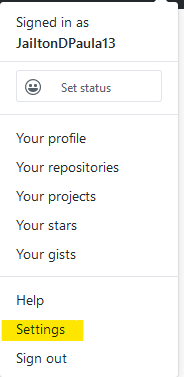 Signed in as
JailtonDPaula13
Set status
Your profile
Your repositories
Your projects
Your stars
Your gists
Help
Settings
Sign out